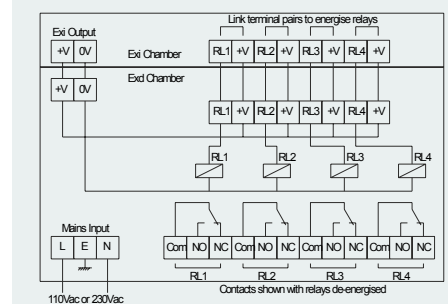 Link terminal pairs to energise relays
Exi Output
+V 0V
Exi Chamber
RL1 +V RL2 +V RL3 +V RL4 +V
Exd Chamber
+V 0V
RL1 +V RL2 +V RL3 +V RL4 +V
RL1 RL2 RL3 RL4
Mains Input
L E N
Com NO NC Com NO NC Com NO NC Com NO NC
RL1 RL2 RL3 RL4
Contacts shown with relays de-energised
110Vac or 230Vac